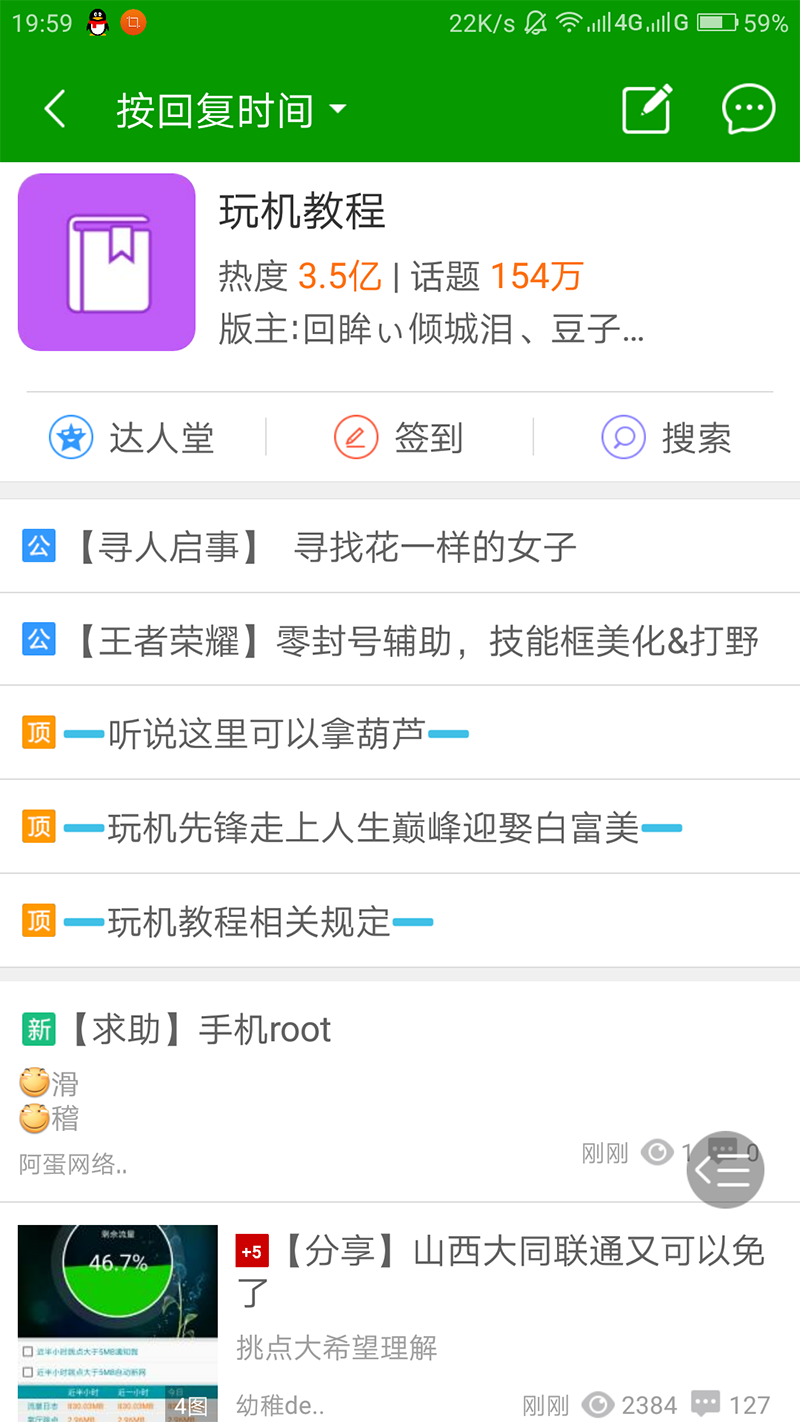 19:59 22K/s 4G G 59%
按回复时间
玩机教程
热度 3.5亿 | 话题 154万
版主:回眸ぃ倾城泪、豆子...
达人堂 签到 搜索
公 【寻人启事】 寻找花一样的女子
公 【王者荣耀】零封号辅助，技能框美化&打野
顶 ━听说这里可以拿葫芦━
顶 ━玩机先锋走上人生巅峰迎娶白富美━
顶 ━玩机教程相关规定━
新 【求助】手机root
滑
稽
阿蛋网络.. 刚刚 1 0
剩余流量
46.7%
近半小时跳点大于5MB通知我
近半小时跳点大于5MB自动断网
近半小时 近一小时 今日
流量日志 830.03MB 830.03MB
2.96MB 2.96MB
4图
+5 【分享】山西大同联通又可以免
了
挑点大希望理解
幼稚de.. 刚刚 2384 127